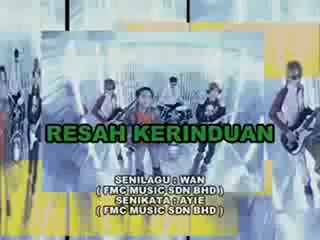 RESAH KERINDUAN
SENILAGU : WAN
( FMC MUSIC SDN BHD )
SENIKATA : AYIE
( FMC MUSIC SDN BHD )